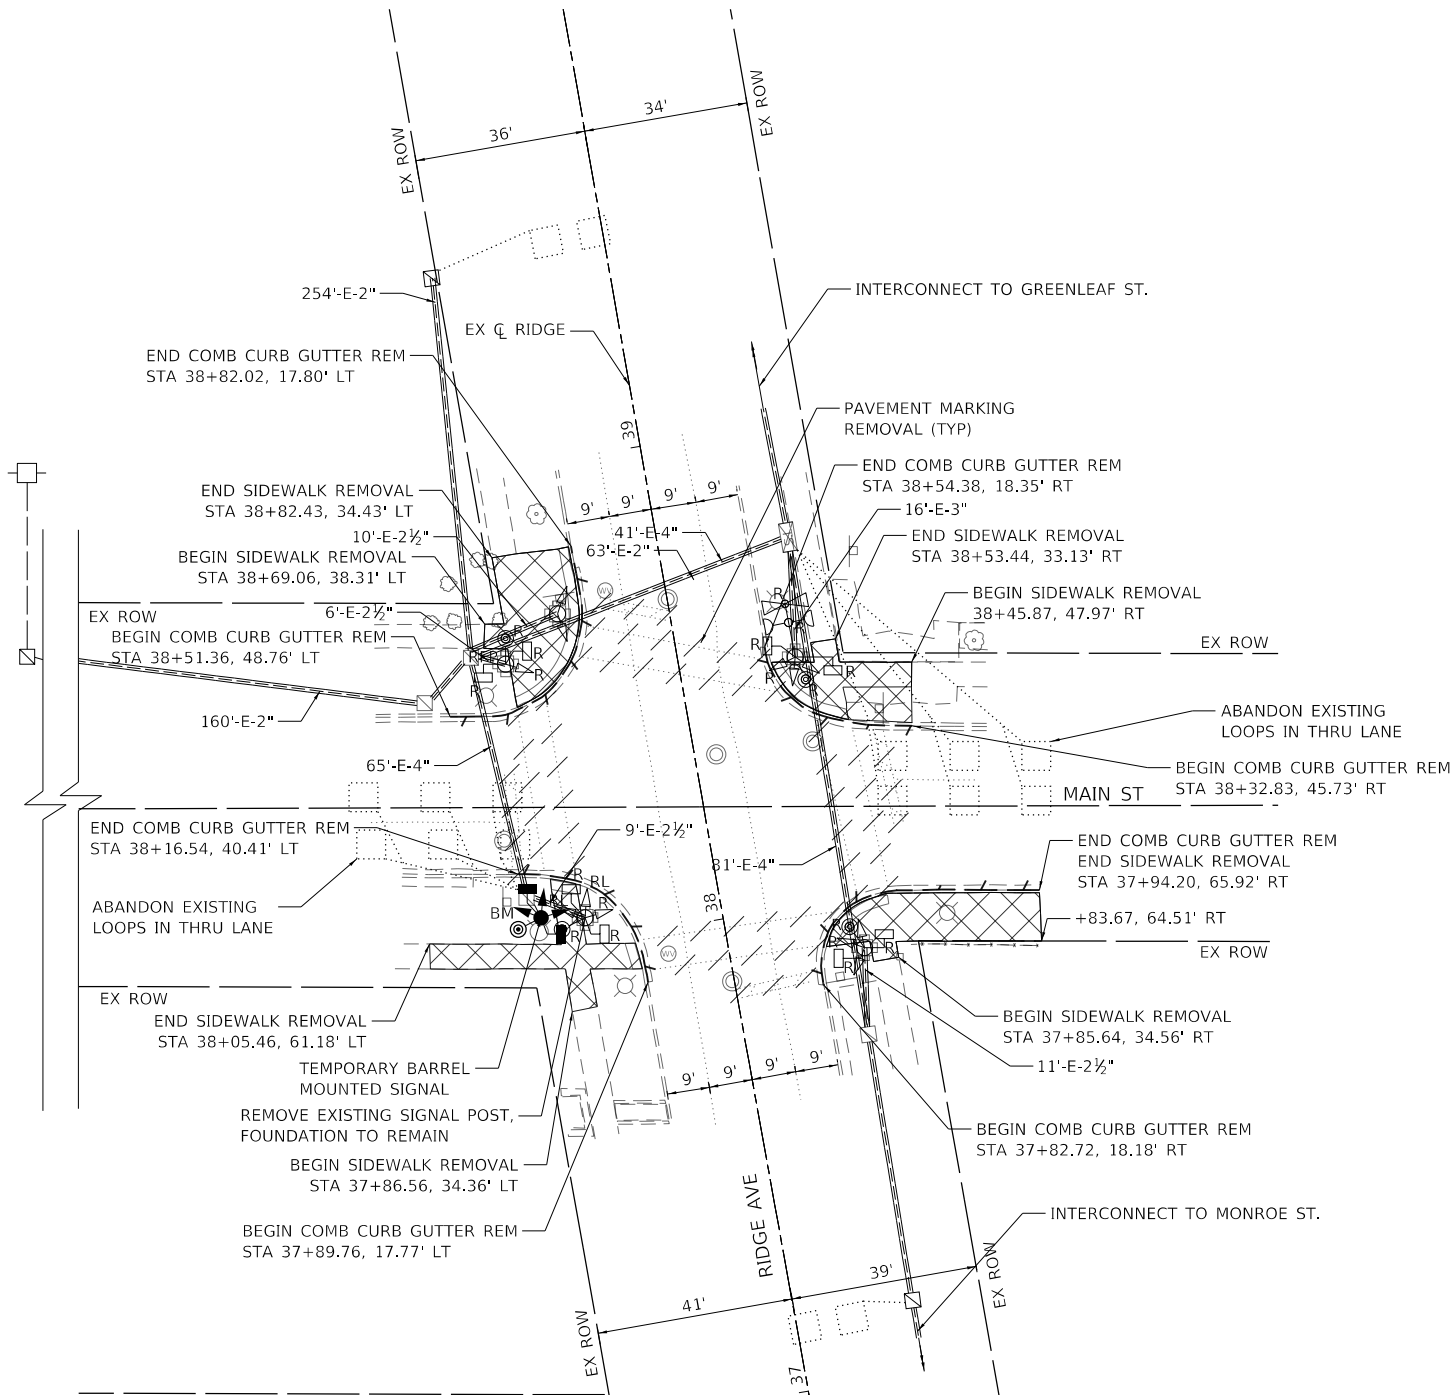 34'
EX ROW
36'
EX ROW
254'-E-2"
INTERCONNECT TO GREENLEAF ST.
EX ℄ RIDGE
END COMB CURB GUTTER REM
STA 38+82.02, 17.80' LT
PAVEMENT MARKING
REMOVAL (TYP)
39
END COMB CURB GUTTER REM
STA 38+54.38, 18.35' RT
END SIDEWALK REMOVAL
STA 38+82.43, 34.43' LT
9'
9'
9'
9'
16'-E-3"
10'-E-2½"
41'-E-4"
63'-E-2"
END SIDEWALK REMOVAL
STA 38+53.44, 33.13' RT
BEGIN SIDEWALK REMOVAL
STA 38+69.06, 38.31' LT
BEGIN SIDEWALK REMOVAL
38+45.87, 47.97' RT
WV
6'-E-2½"
EX ROW
BEGIN COMB CURB GUTTER REM
STA 38+51.36, 48.76' LT
EX ROW
R
R
R
R
R
R
R
R
160'-E-2"
ABANDON EXISTING
LOOPS IN THRU LANE
65'-E-4"
BEGIN COMB CURB GUTTER REM
STA 38+32.83, 45.73' RT
MAIN ST
END COMB CURB GUTTER REM
STA 38+16.54, 40.41' LT
9'-E-2½"
81'-E-4"
END COMB CURB GUTTER REM
END SIDEWALK REMOVAL
STA 37+94.20, 65.92' RT
R
RL
BM
R
R
R
38
ABANDON EXISTING
LOOPS IN THRU LANE
+83.67, 64.51' RT
R
R
R
R
WV
EX ROW
EX ROW
END SIDEWALK REMOVAL
STA 38+05.46, 61.18' LT
BEGIN SIDEWALK REMOVAL
STA 37+85.64, 34.56' RT
TEMPORARY BARREL
MOUNTED SIGNAL
9'
9'
9'
9'
11'-E-2½"
REMOVE EXISTING SIGNAL POST,
FOUNDATION TO REMAIN
BEGIN COMB CURB GUTTER REM
STA 37+82.72, 18.18' RT
BEGIN SIDEWALK REMOVAL
STA 37+86.56, 34.36' LT
BEGIN COMB CURB GUTTER REM
STA 37+89.76, 17.77' LT
RIDGE AVE
INTERCONNECT TO MONROE ST.
39'
EX ROW
41'
EX ROW
37